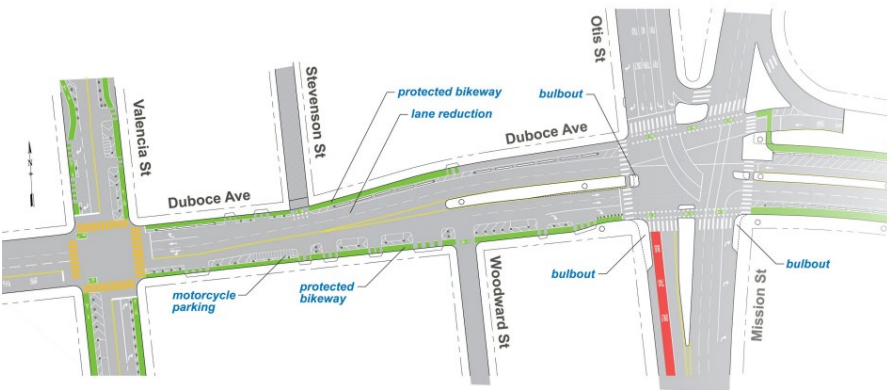 Otis St
Valencia St
Stevenson St
protected bikeway
bulbout
lane reduction
Duboce Ave
Duboce Ave
N
motorcycle
parking
protected
bikeway
Woodward St
bulbout
bulbout
Mission St